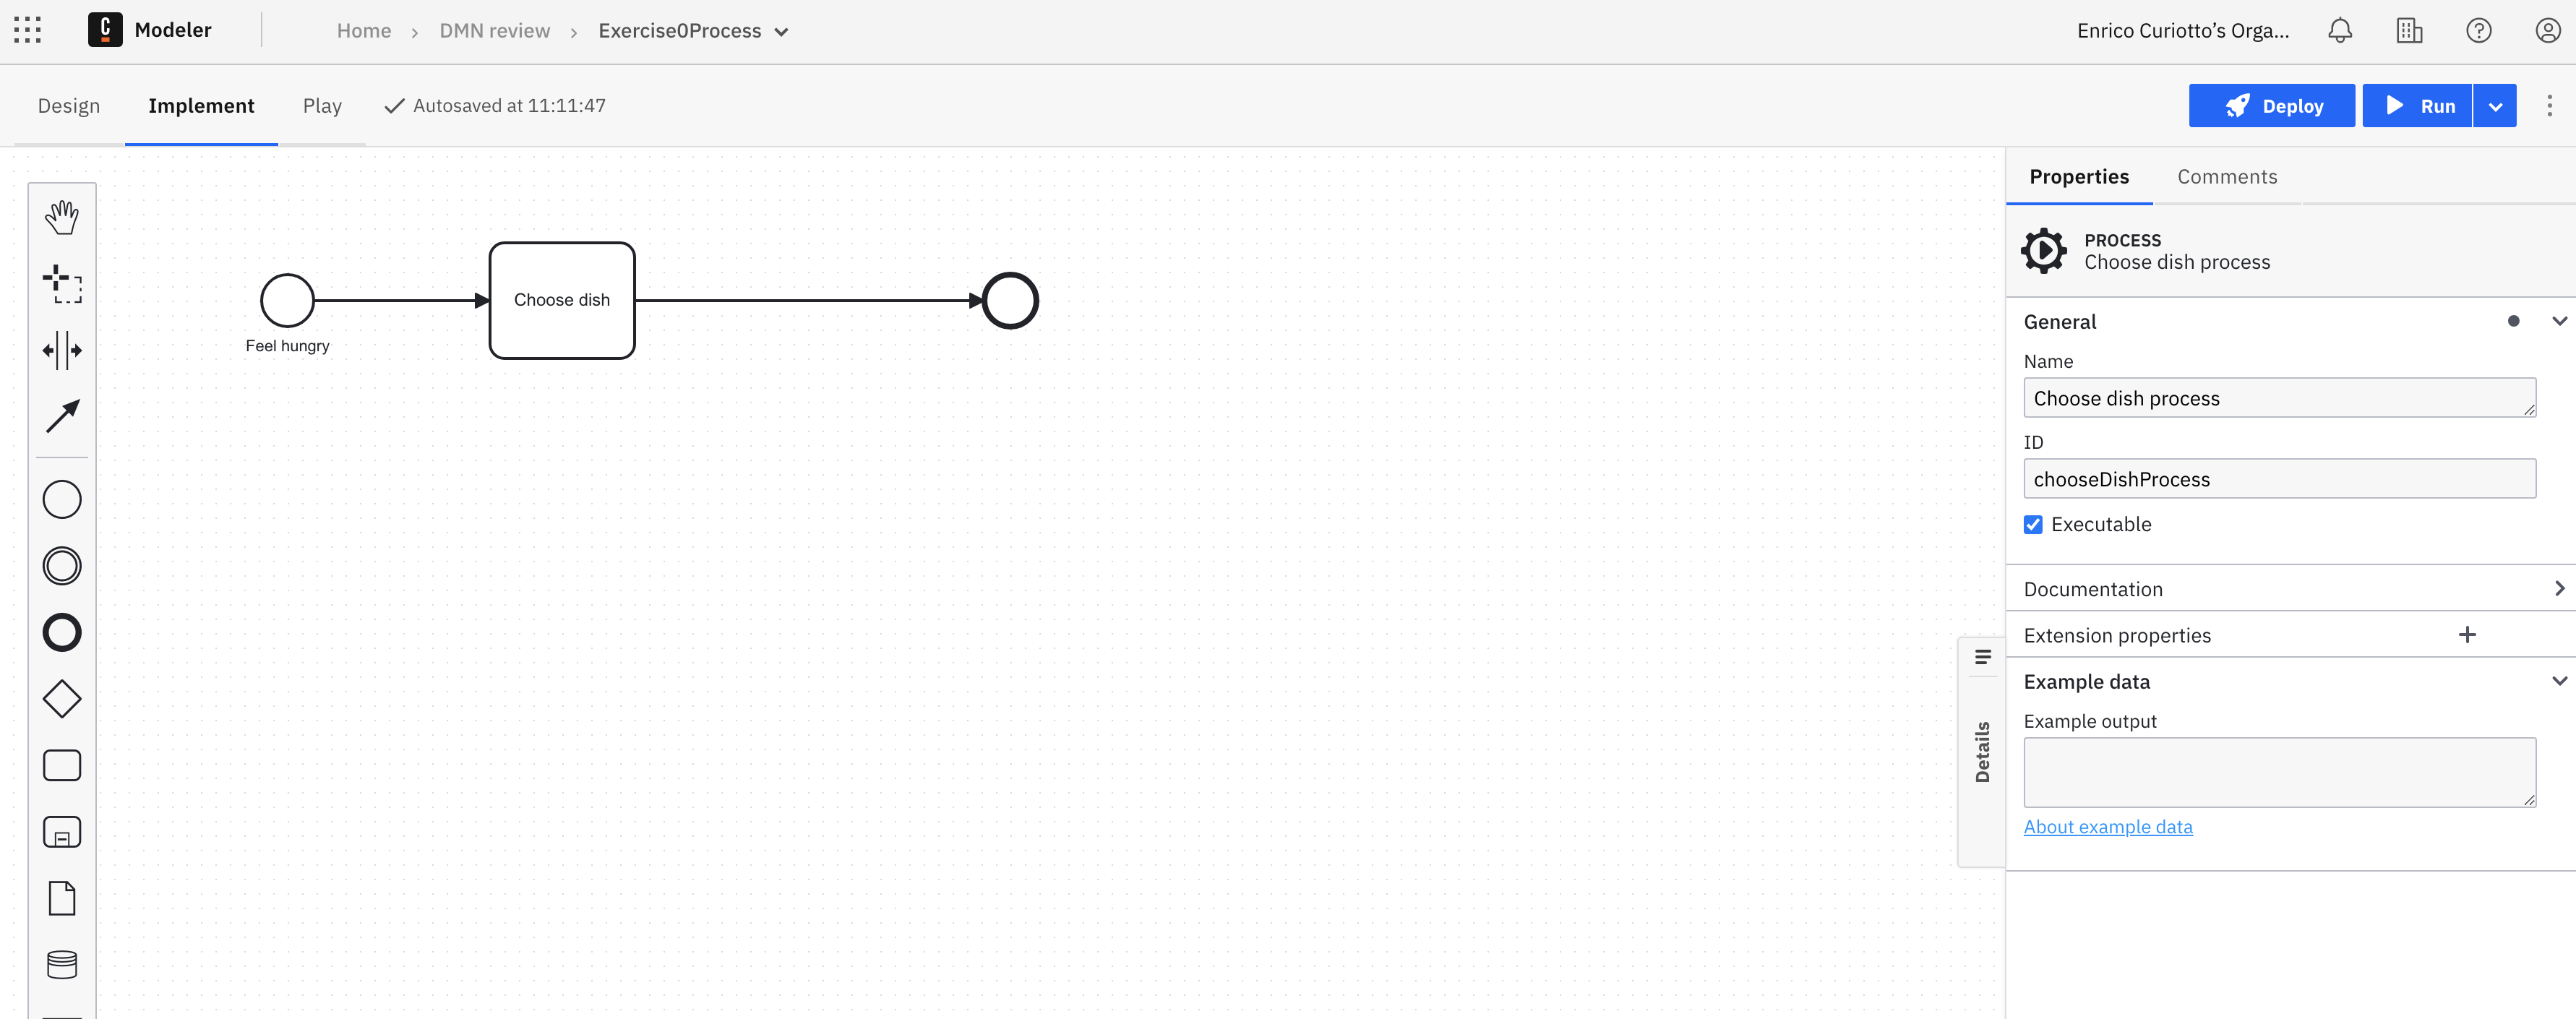 Modeler
Home > DMN review > Exercise0Process
Enrico Curiotto’s Orga...
Design
Implement
Play
Autosaved at 11:11:47
Deploy
Run
Feel hungry
Choose dish
Details
Properties
Comments
PROCESS
Choose dish process
General
Name
Choose dish process
ID
chooseDishProcess
Executable
Documentation
Extension properties
Example data
Example output
About example data